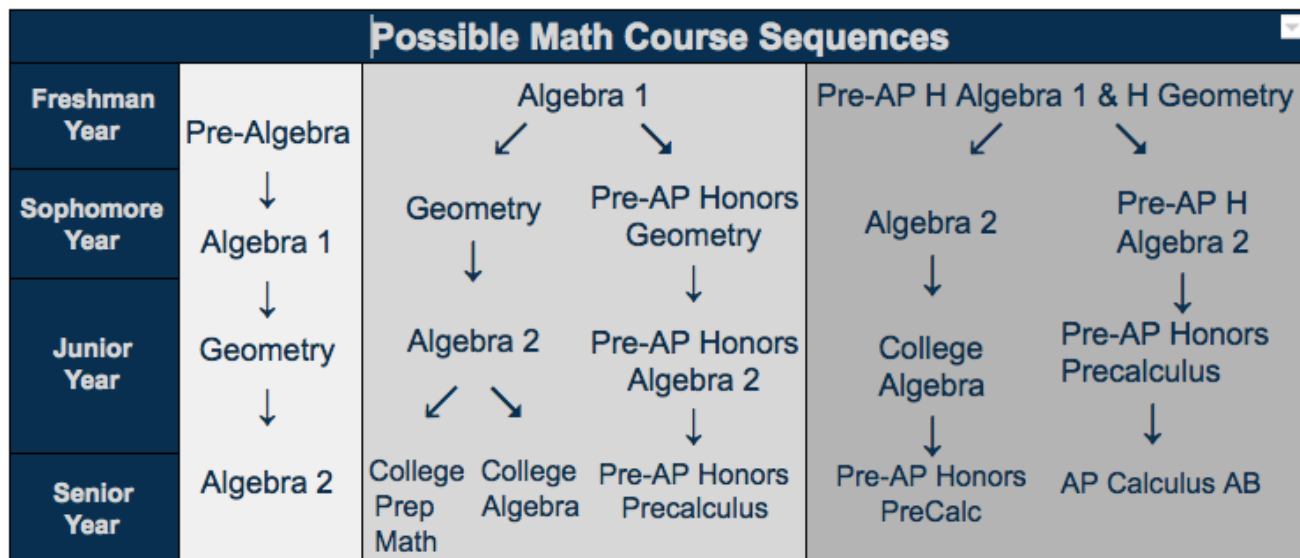 Possible Math Course Sequences
Freshman
Year
Pre-Algebra
Algebra 1
Pre-AP H Algebra 1 & H Geometry
↓
↙
↘
↙
↘
Sophomore
Year
Algebra 1
Geometry
Pre-AP Honors
Geometry
Algebra 2
Pre-AP H
Algebra 2
↓
↓
↓
↓
↓
Junior
Year
Geometry
Algebra 2
Pre-AP Honors
Algebra 2
College
Algebra
Pre-AP Honors
Precalculus
↓
↙
↘
↓
↓
↓
Senior
Year
Algebra 2
College
Prep
Math
College
Algebra
Pre-AP Honors
Precalculus
Pre-AP Honors
PreCalc
AP Calculus AB